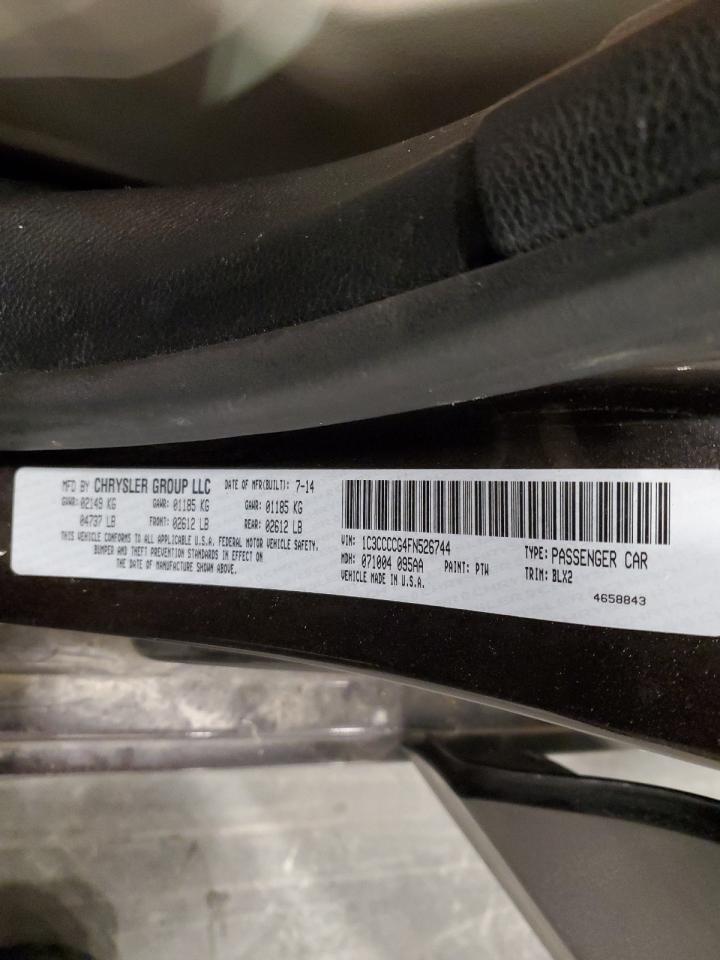 MFD BY CHRYSLER GROUP LLC DATE OF MFR(BUILT): 7-14
GVWR: 02149 KG GAWR: 01185 KG GAWR: 01185 KG
04737 LB FRONT: 02612 LB REAR: 02612 LB
THIS VEHICLE CONFORMS TO ALL APPLICABLE U.S.A. FEDERAL MOTOR VEHICLE SAFETY,
BUMPER AND THEFT PREVENTION STANDARDS IN EFFECT ON
THE DATE OF MANUFACTURE SHOWN ABOVE.
VIN: 1C3CCCCG4FN526744 TYPE: PASSENGER CAR
MDH: 071004 095AA PAINT: PTW TRIM: BLX2
VEHICLE MADE IN U.S.A.
4658843